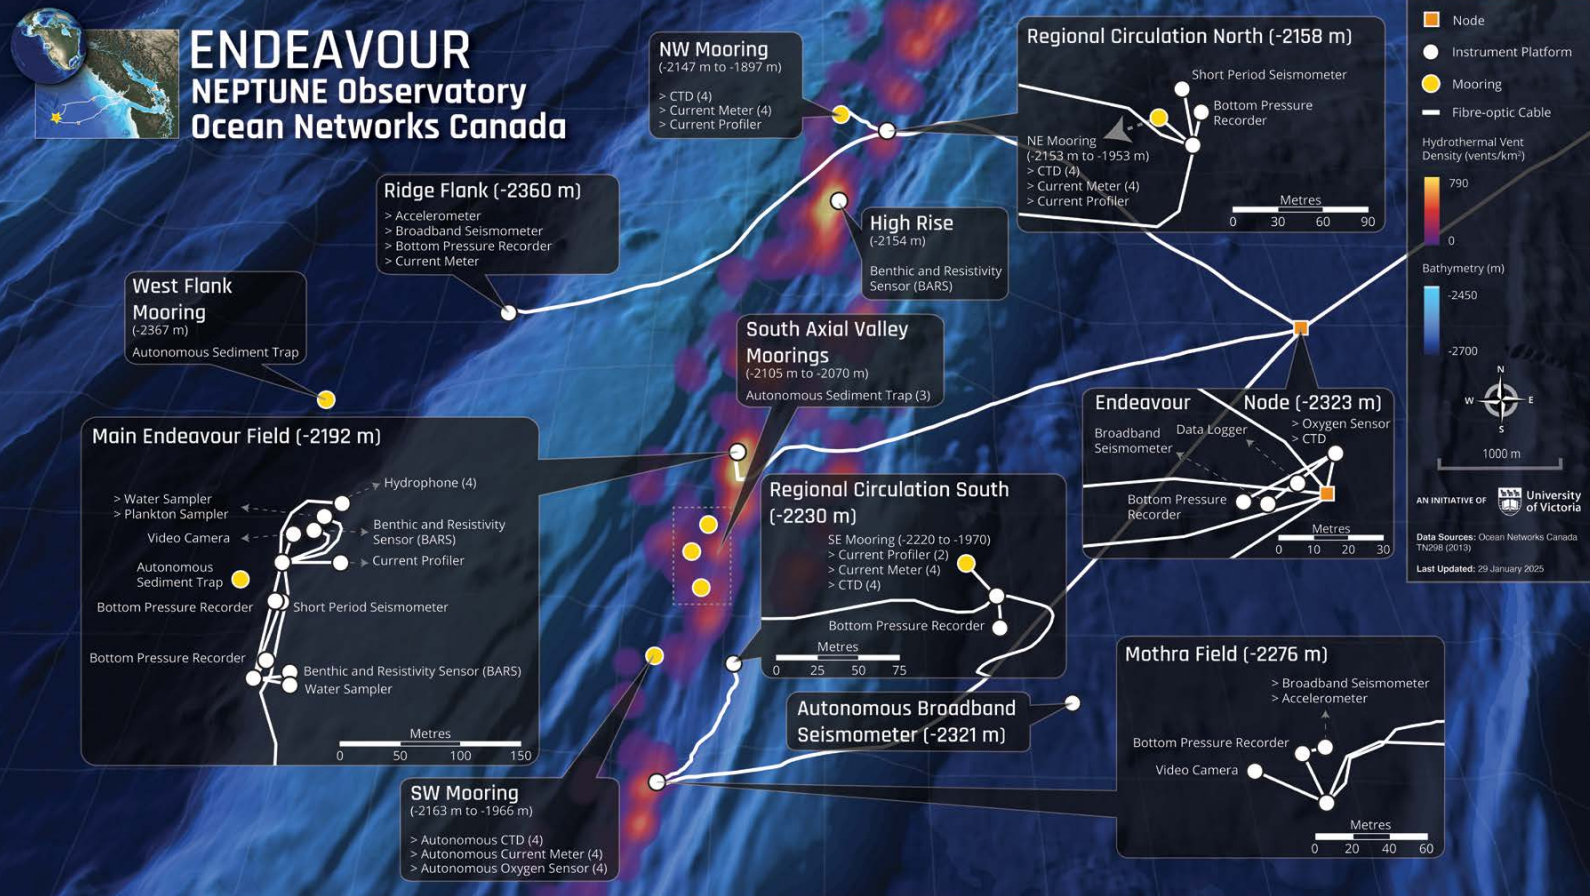 ENDEAVOUR
NEPTUNE Observatory
Ocean Networks Canada
NW Mooring
(-2147 m to -1897 m)
> CTD (4)
> Current Meter (4)
> Current Profiler
Regional Circulation North (-2158 m)
Short Period Seismometer
Bottom Pressure
Recorder
NE Mooring
(-2153 m to -1953 m)
> CTD (4)
> Current Meter (4)
> Current Profiler
Metres
0 30 60 90
Node
Instrument Platform
Mooring
Fibre-optic Cable
Hydrothermal Vent
Density (vents/km²)
790
0
Bathymetry (m)
-2450
-2700
N
W E
S
1000 m
AN INITIATIVE OF
University
of Victoria
Data Sources: Ocean Networks Canada
TN298 (2013)
Last Updated: 29 January 2025
Ridge Flank (-2360 m)
> Accelerometer
> Broadband Seismometer
> Bottom Pressure Recorder
> Current Meter
High Rise
(-2154 m)
Benthic and Resistivity
Sensor (BARS)
West Flank
Mooring
(-2367 m)
Autonomous Sediment Trap
South Axial Valley
Moorings
(-2105 m to -2070 m)
Autonomous Sediment Trap (3)
Endeavour Node (-2323 m)
> Oxygen Sensor
> CTD
Data Logger
Broadband
Seismometer
Bottom Pressure
Recorder
Metres
0 10 20 30
Main Endeavour Field (-2192 m)
Hydrophone (4)
> Water Sampler
> Plankton Sampler
Video Camera
Benthic and Resistivity
Sensor (BARS)
Current Profiler
Autonomous
Sediment Trap
Bottom Pressure Recorder
Short Period Seismometer
Bottom Pressure Recorder
Benthic and Resistivity Sensor (BARS)
Water Sampler
Metres
0 50 100 150
Regional Circulation South
(-2230 m)
SE Mooring (-2220 to -1970)
> Current Profiler (2)
> Current Meter (4)
> CTD (4)
Bottom Pressure Recorder
Metres
0 25 50 75
Autonomous Broadband
Seismometer (-2321 m)
Mothra Field (-2276 m)
> Broadband Seismometer
> Accelerometer
Bottom Pressure Recorder
Video Camera
Metres
0 20 40 60
SW Mooring
(-2163 m to -1966 m)
> Autonomous CTD (4)
> Autonomous Current Meter (4)
> Autonomous Oxygen Sensor (4)